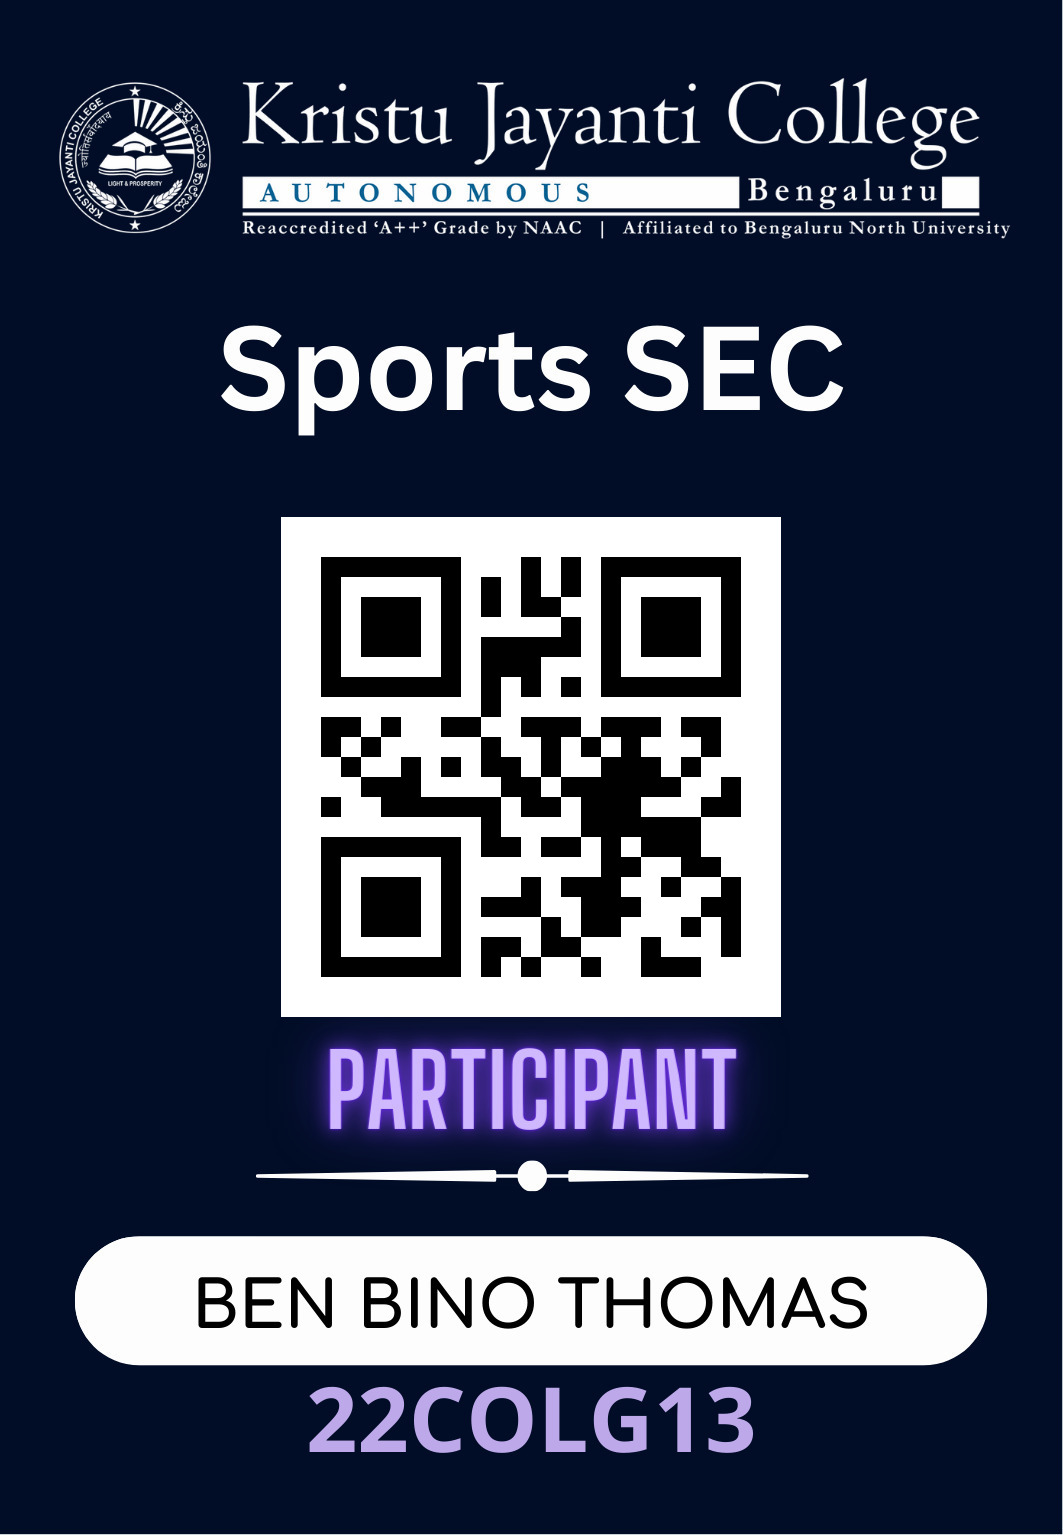 KRISTU JAYANTI COLLEGE
ಕ್ರಿಸ್ತು ಜಯಂತಿ ಕಾಲೇಜು
LIGHT & PROSPERITY
Kristu Jayanti College
AUTONOMOUS Bengaluru
Reaccredited ‘A++’ Grade by NAAC | Affiliated to Bengaluru North University
Sports SEC
PARTICIPANT
BEN BINO THOMAS
22COLG13